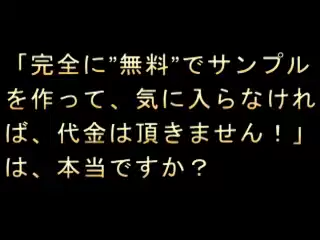 「完全に”無料”でサンプル
を作って、気に入らなけれ
ば、代金は頂きません！」
は、本当ですか？